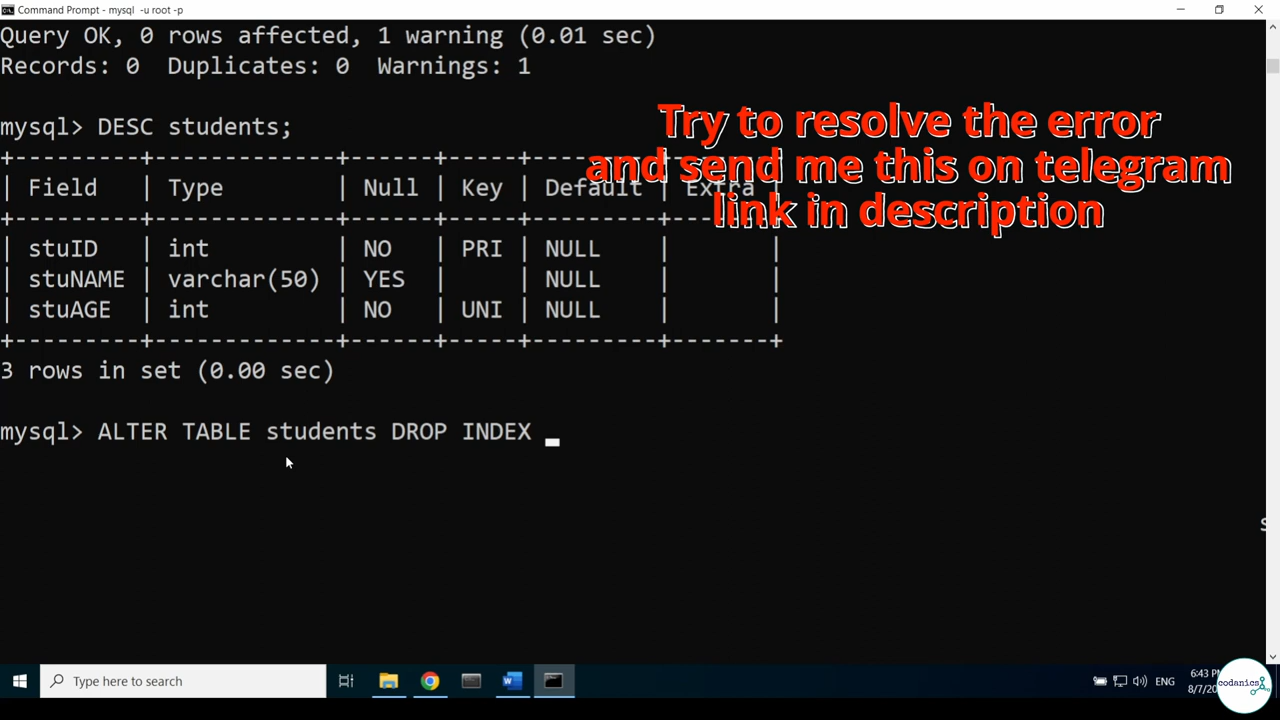 Command Prompt - mysql -u root -p
Query OK, 0 rows affected, 1 warning (0.01 sec)
Records: 0 Duplicates: 0 Warnings: 1
mysql> DESC students;
Try to resolve the error
and send me this on telegram
link in description
+---------+-------------+------+-----+---------+-------+
| Field | Type | Null | Key | Default | Extra |
+---------+-------------+------+-----+---------+-------+
| stuID | int | NO | PRI | NULL | |
| stuNAME | varchar(50) | YES | | NULL | |
| stuAGE | int | NO | UNI | NULL | |
+---------+-------------+------+-----+---------+-------+
3 rows in set (0.00 sec)
mysql> ALTER TABLE students DROP INDEX
Type here to search
ENG
6:43
codanics